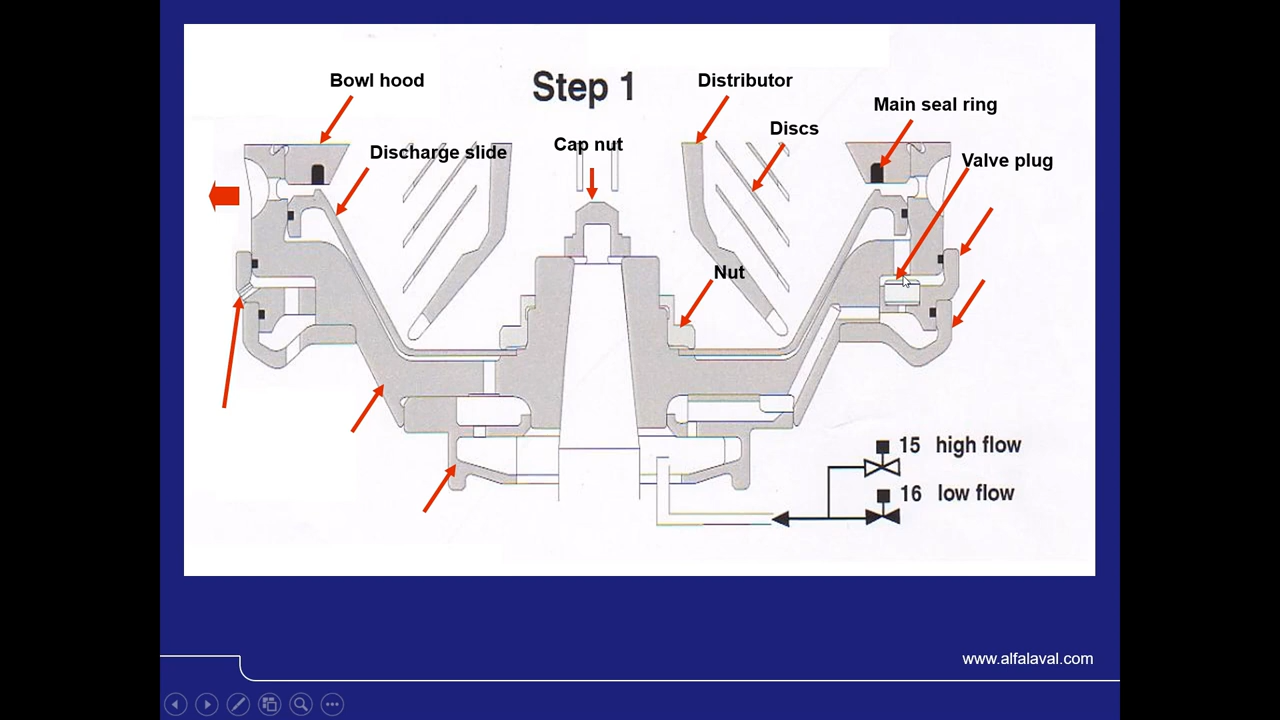 Step 1
Bowl hood
Distributor
Main seal ring
Discs
Cap nut
Discharge slide
Valve plug
Nut
15 high flow
16 low flow
www.alfalaval.com